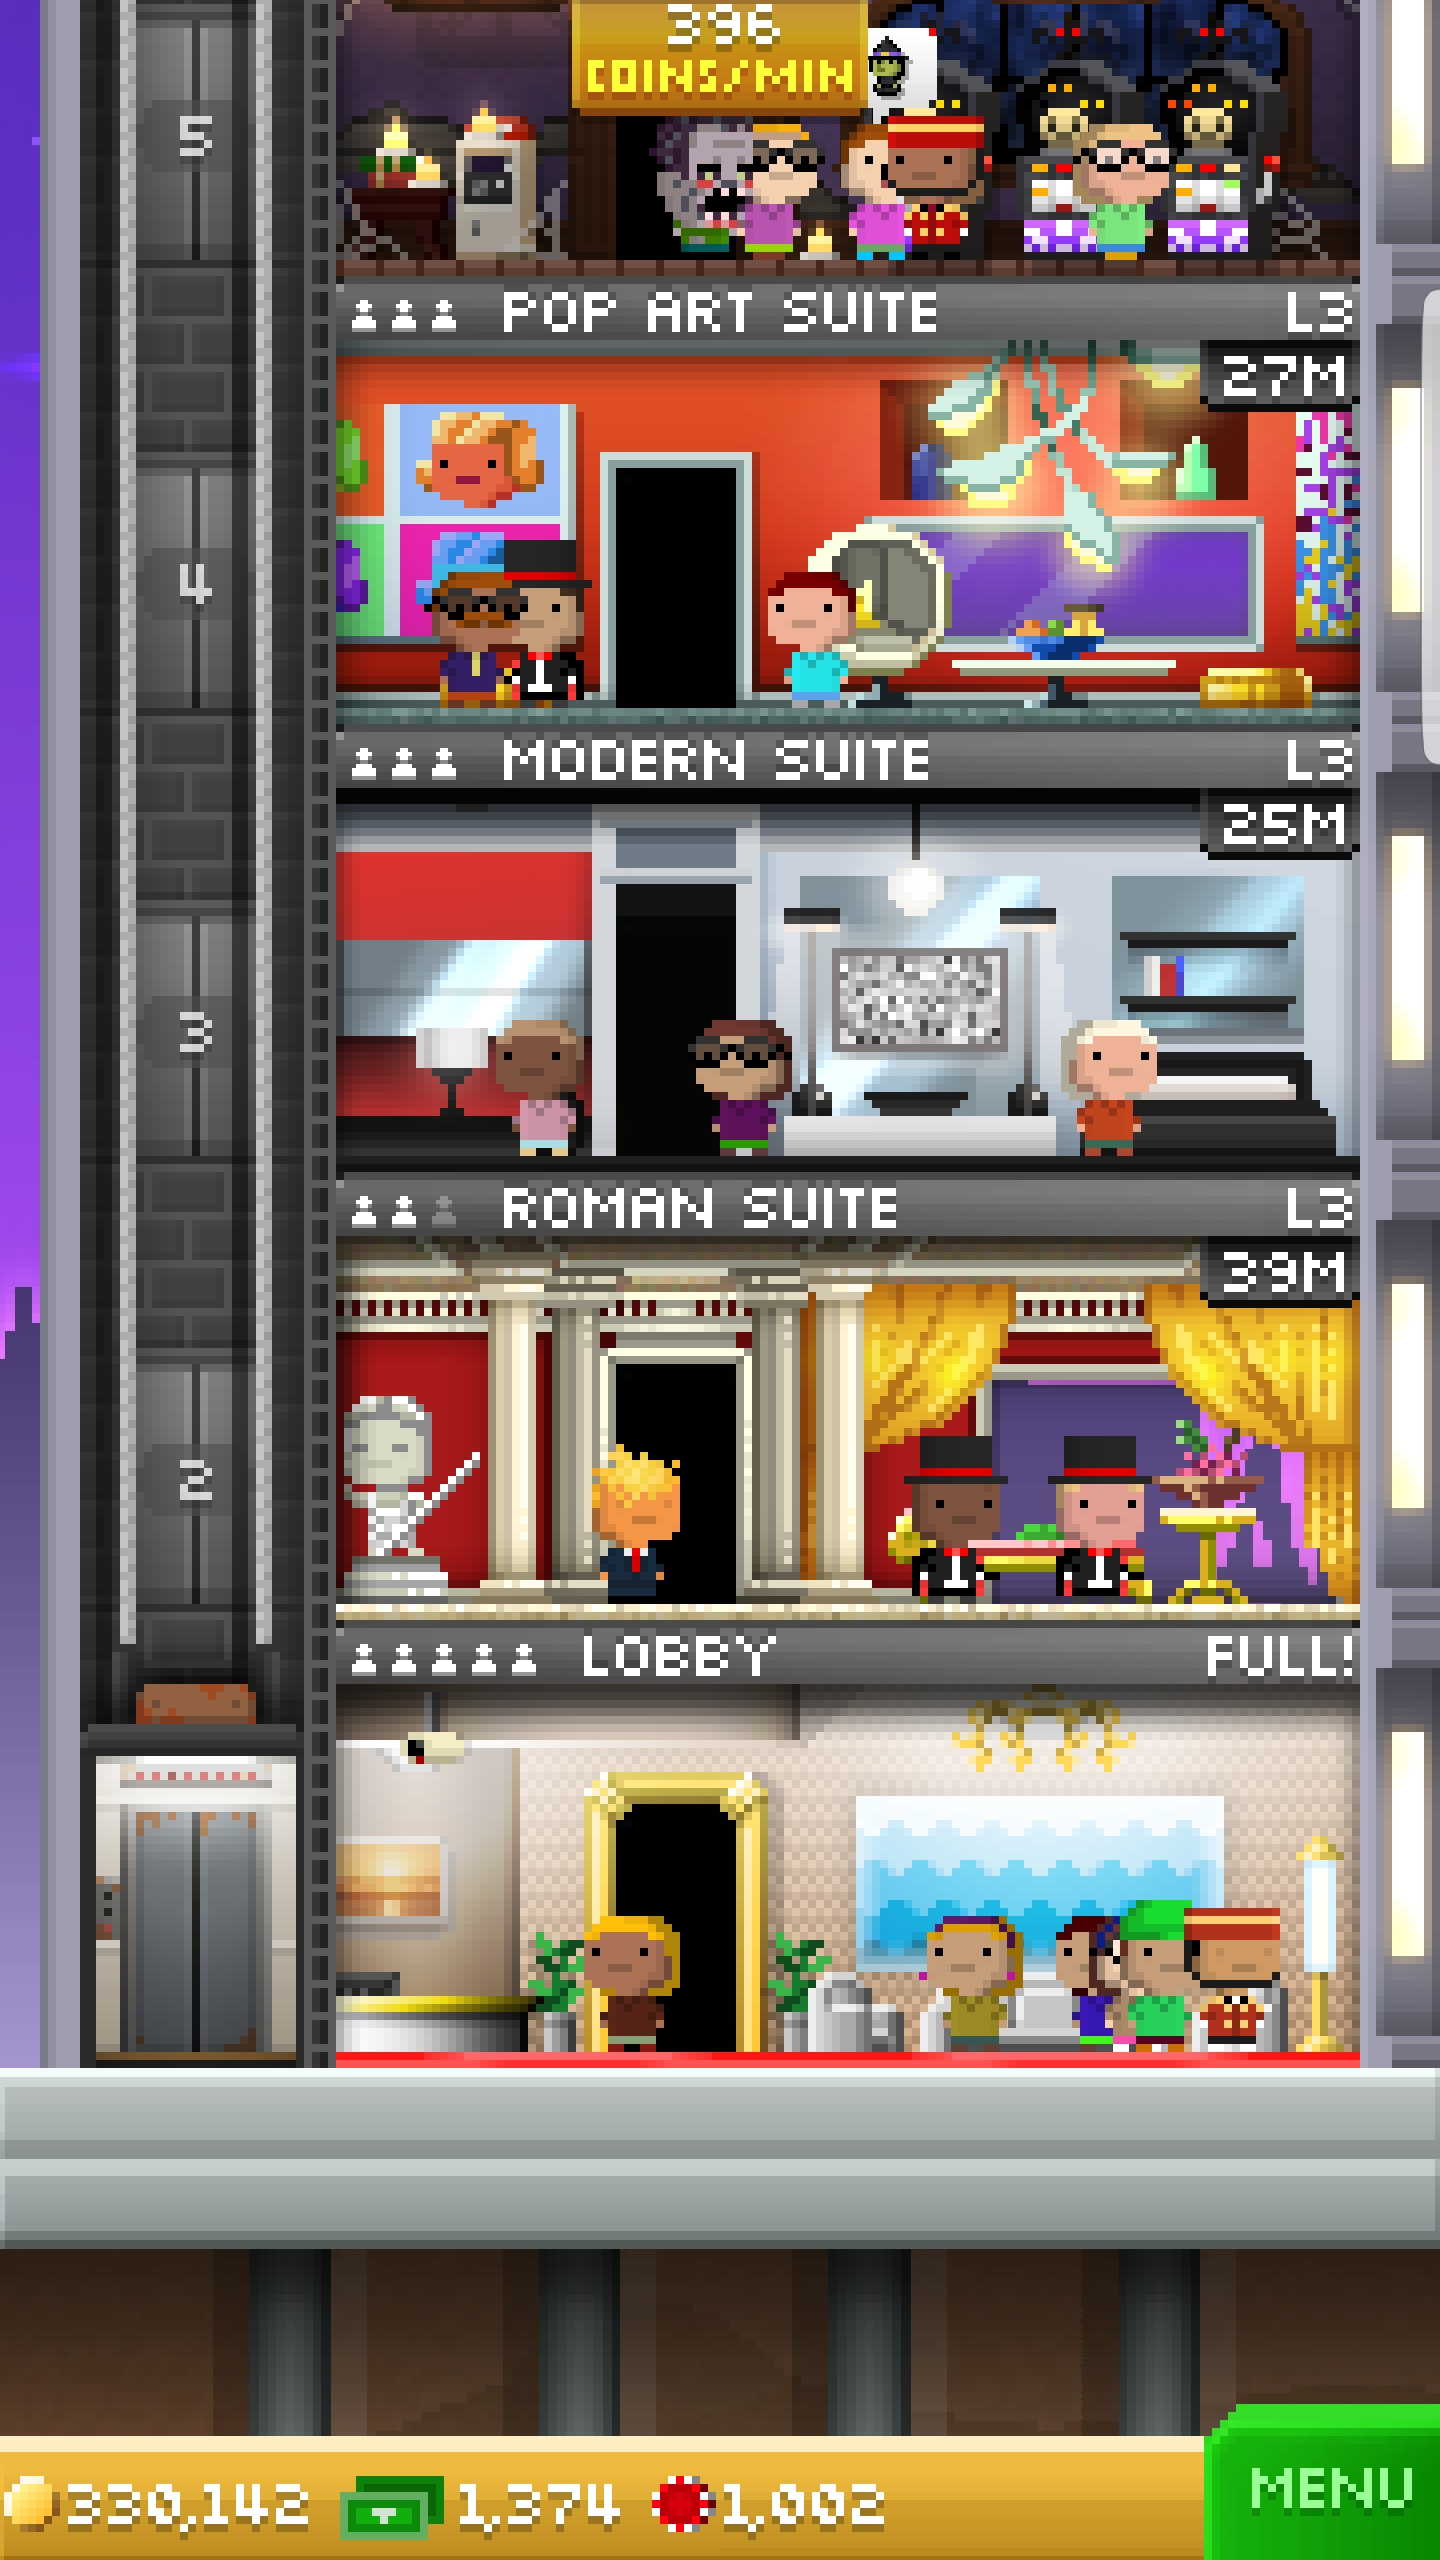 396
COINS/MIN
5
POP ART SUITE L3
27M
4
MODERN SUITE L3
25M
3
ROMAN SUITE L3
39M
2
LOBBY FULL!
330,142 1,374 1,002 MENU